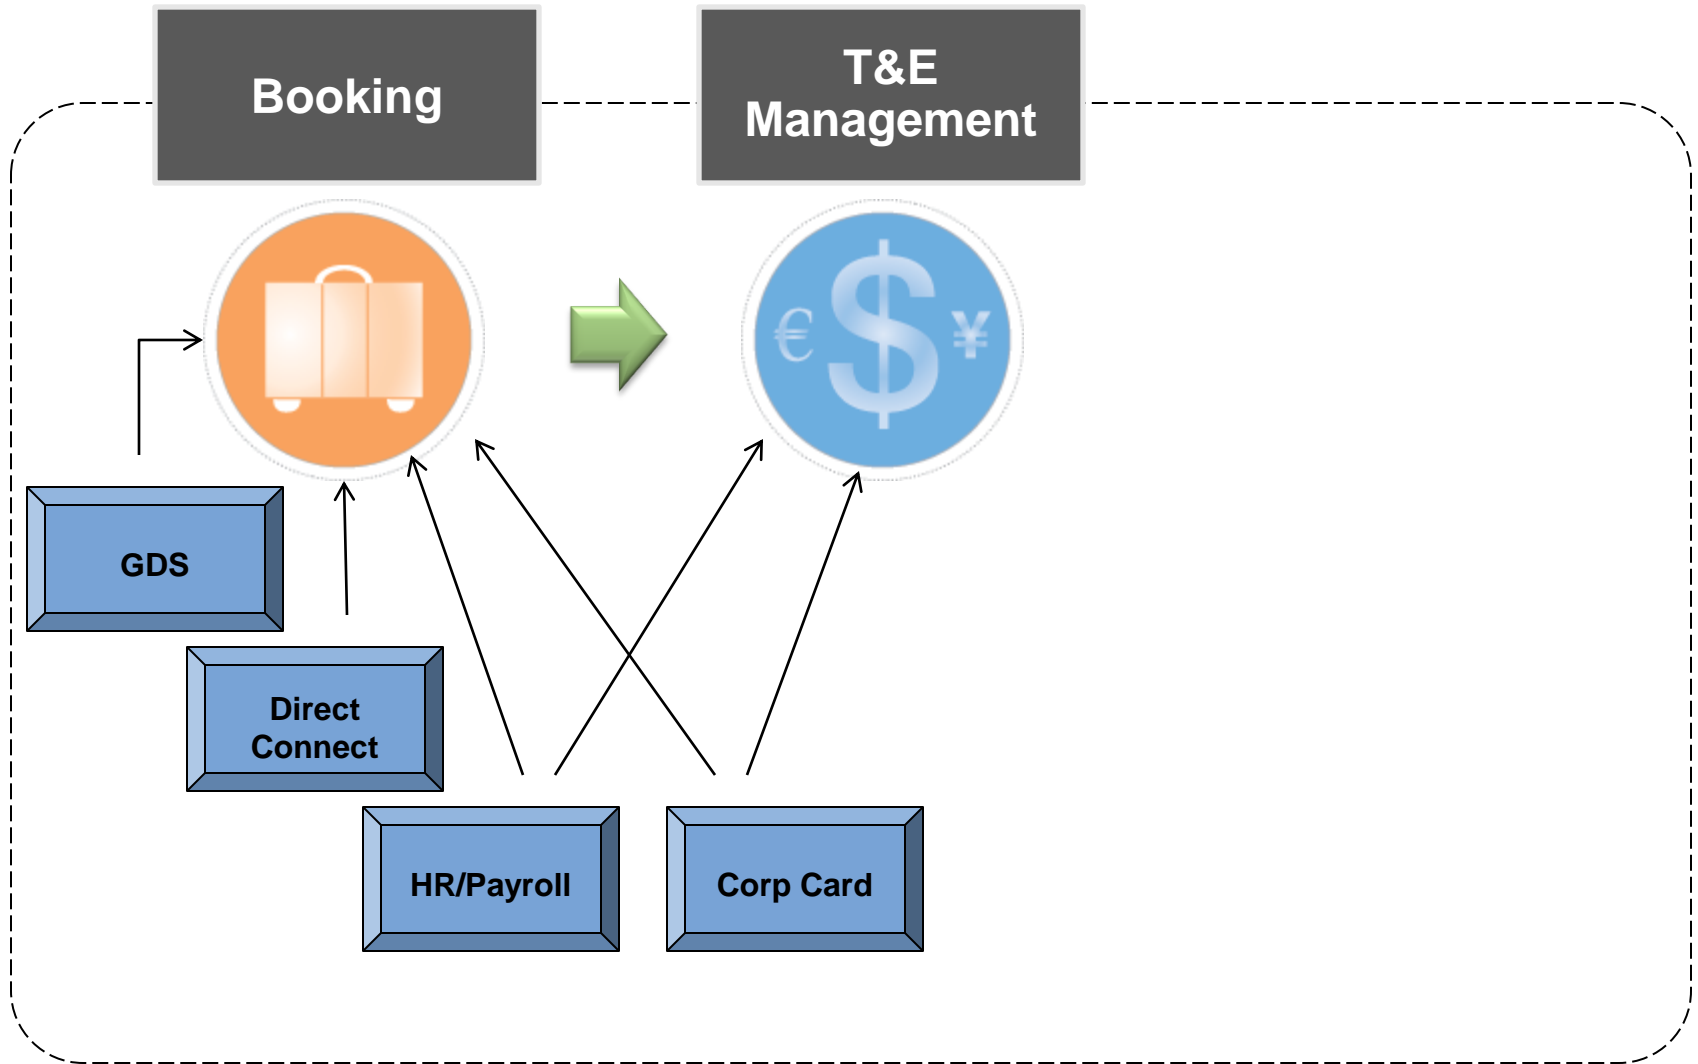 Booking
T&E
Management
€ $ ¥
GDS
Direct
Connect
HR/Payroll
Corp Card